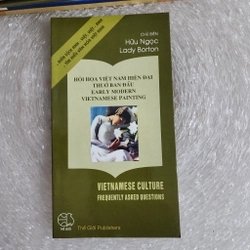 CHỦ BIÊN
Hữu Ngọc
Lady Borton
HỘI HỌA VIỆT NAM HIỆN ĐẠI
THUỞ BAN ĐẦU
EARLY MODERN
VIETNAMESE PAINTING
VIETNAMESE CULTURE
FREQUENTLY ASKED QUESTIONS
Thế Giới Publishers